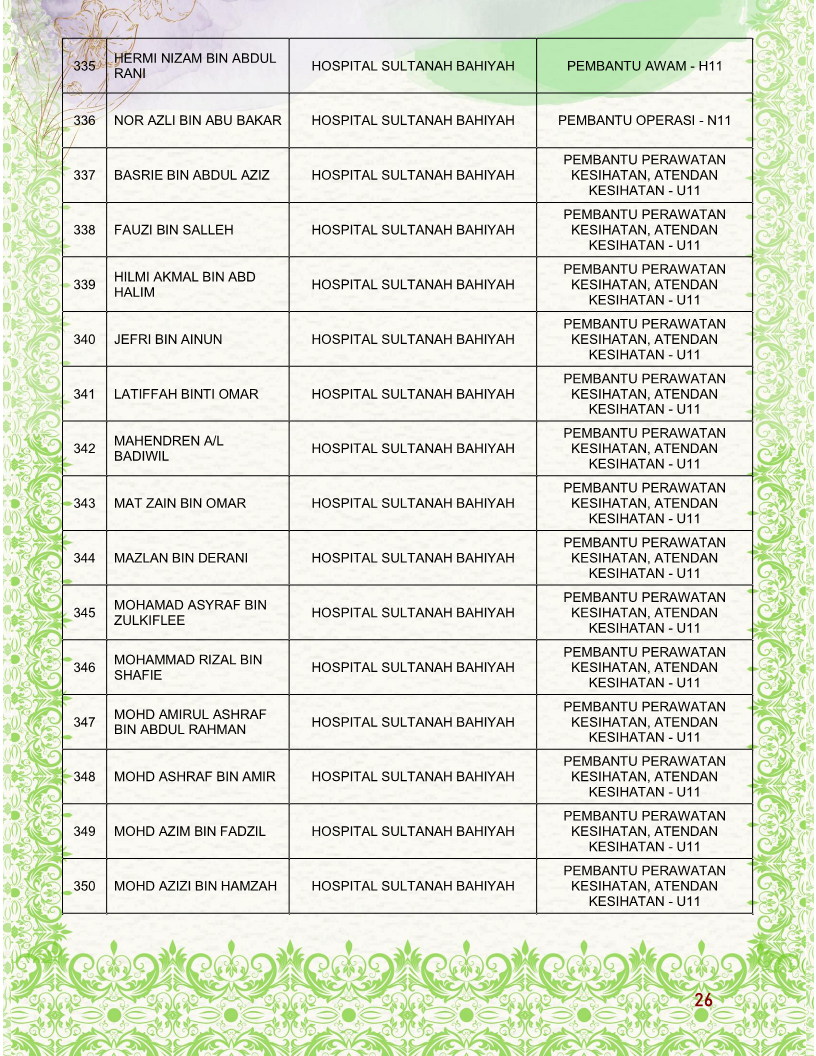 335
HERMI NIZAM BIN ABDUL
RANI
HOSPITAL SULTANAH BAHIYAH
PEMBANTU AWAM - H11
336
NOR AZLI BIN ABU BAKAR
HOSPITAL SULTANAH BAHIYAH
PEMBANTU OPERASI - N11
337
BASRIE BIN ABDUL AZIZ
HOSPITAL SULTANAH BAHIYAH
PEMBANTU PERAWATAN
KESIHATAN, ATENDAN
KESIHATAN - U11
338
FAUZI BIN SALLEH
HOSPITAL SULTANAH BAHIYAH
PEMBANTU PERAWATAN
KESIHATAN, ATENDAN
KESIHATAN - U11
339
HILMI AKMAL BIN ABD
HALIM
HOSPITAL SULTANAH BAHIYAH
PEMBANTU PERAWATAN
KESIHATAN, ATENDAN
KESIHATAN - U11
340
JEFRI BIN AINUN
HOSPITAL SULTANAH BAHIYAH
PEMBANTU PERAWATAN
KESIHATAN, ATENDAN
KESIHATAN - U11
341
LATIFFAH BINTI OMAR
HOSPITAL SULTANAH BAHIYAH
PEMBANTU PERAWATAN
KESIHATAN, ATENDAN
KESIHATAN - U11
342
MAHENDREN A/L
BADIWIL
HOSPITAL SULTANAH BAHIYAH
PEMBANTU PERAWATAN
KESIHATAN, ATENDAN
KESIHATAN - U11
343
MAT ZAIN BIN OMAR
HOSPITAL SULTANAH BAHIYAH
PEMBANTU PERAWATAN
KESIHATAN, ATENDAN
KESIHATAN - U11
344
MAZLAN BIN DERANI
HOSPITAL SULTANAH BAHIYAH
PEMBANTU PERAWATAN
KESIHATAN, ATENDAN
KESIHATAN - U11
345
MOHAMAD ASYRAF BIN
ZULKIFLEE
HOSPITAL SULTANAH BAHIYAH
PEMBANTU PERAWATAN
KESIHATAN, ATENDAN
KESIHATAN - U11
346
MOHAMMAD RIZAL BIN
SHAFIE
HOSPITAL SULTANAH BAHIYAH
PEMBANTU PERAWATAN
KESIHATAN, ATENDAN
KESIHATAN - U11
347
MOHD AMIRUL ASHRAF
BIN ABDUL RAHMAN
HOSPITAL SULTANAH BAHIYAH
PEMBANTU PERAWATAN
KESIHATAN, ATENDAN
KESIHATAN - U11
348
MOHD ASHRAF BIN AMIR
HOSPITAL SULTANAH BAHIYAH
PEMBANTU PERAWATAN
KESIHATAN, ATENDAN
KESIHATAN - U11
349
MOHD AZIM BIN FADZIL
HOSPITAL SULTANAH BAHIYAH
PEMBANTU PERAWATAN
KESIHATAN, ATENDAN
KESIHATAN - U11
350
MOHD AZIZI BIN HAMZAH
HOSPITAL SULTANAH BAHIYAH
PEMBANTU PERAWATAN
KESIHATAN, ATENDAN
KESIHATAN - U11
26